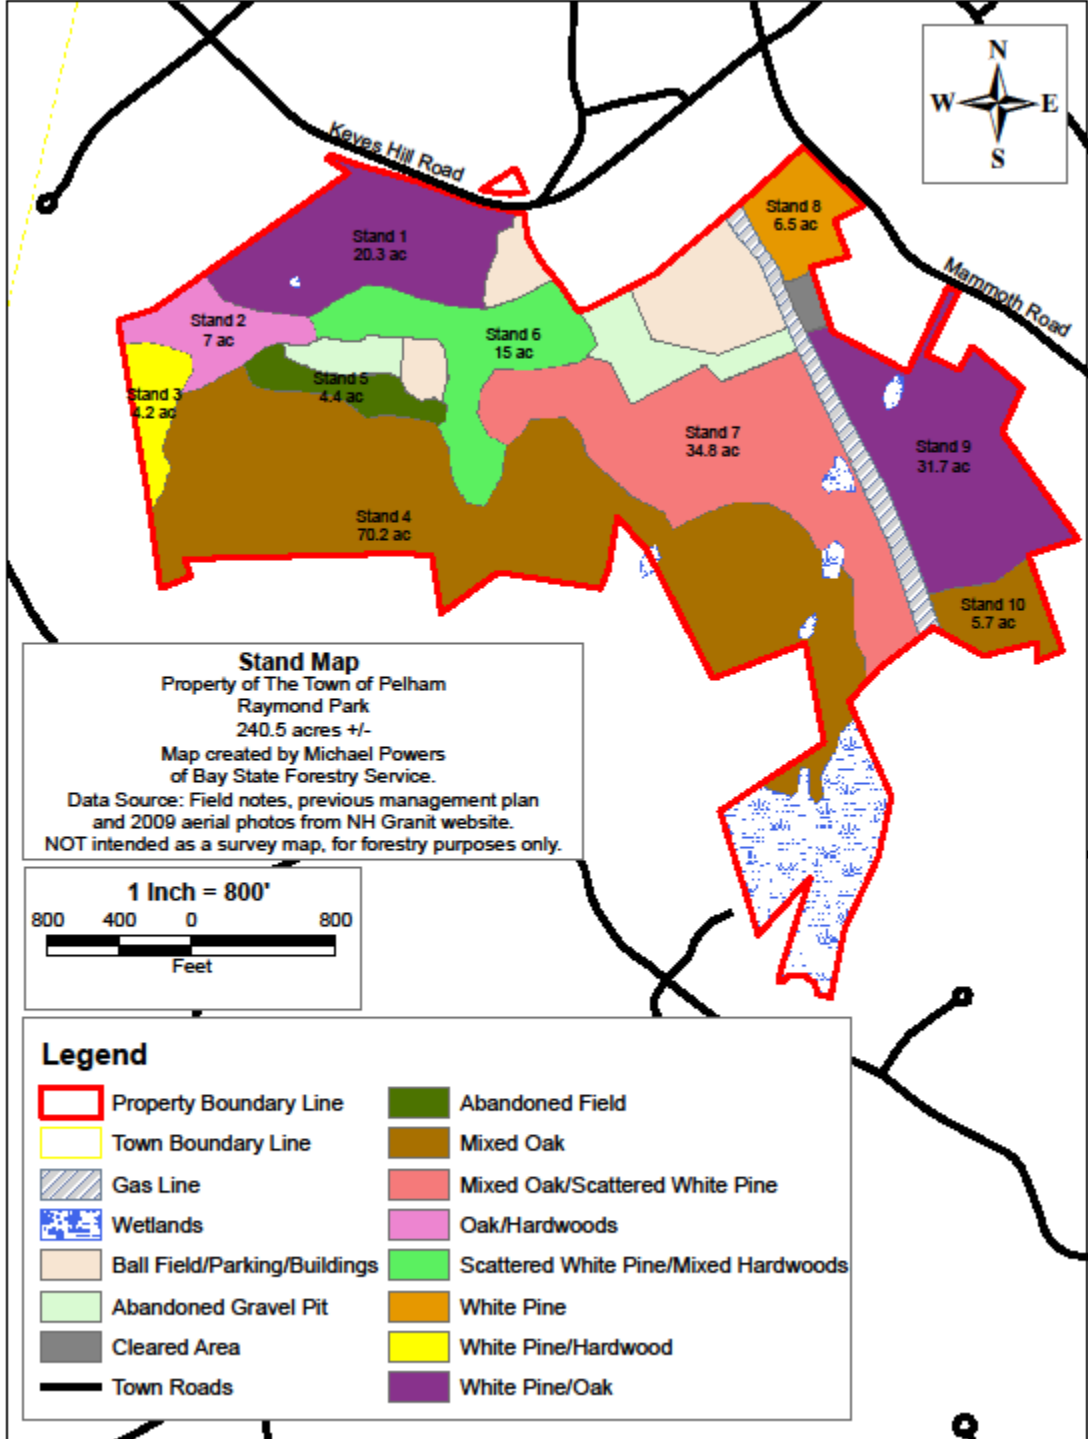 N
W E
S
Keyes Hill Road
Mammoth Road
Stand 8
6.5 ac
Stand 1
20.3 ac
Stand 2
7 ac
Stand 6
15 ac
Stand 3
4.2 ac
Stand 5
4.4 ac
Stand 7
34.8 ac
Stand 9
31.7 ac
Stand 4
70.2 ac
Stand 10
5.7 ac
Stand Map
Property of The Town of Pelham
Raymond Park
240.5 acres +/-
Map created by Michael Powers
of Bay State Forestry Service.
Data Source: Field notes, previous management plan
and 2009 aerial photos from NH Granit website.
NOT intended as a survey map, for forestry purposes only.
1 Inch = 800'
800 400 0 800
Feet
Legend
Property Boundary Line
Town Boundary Line
Gas Line
Wetlands
Ball Field/Parking/Buildings
Abandoned Gravel Pit
Cleared Area
Town Roads
Abandoned Field
Mixed Oak
Mixed Oak/Scattered White Pine
Oak/Hardwoods
Scattered White Pine/Mixed Hardwoods
White Pine
White Pine/Hardwood
White Pine/Oak